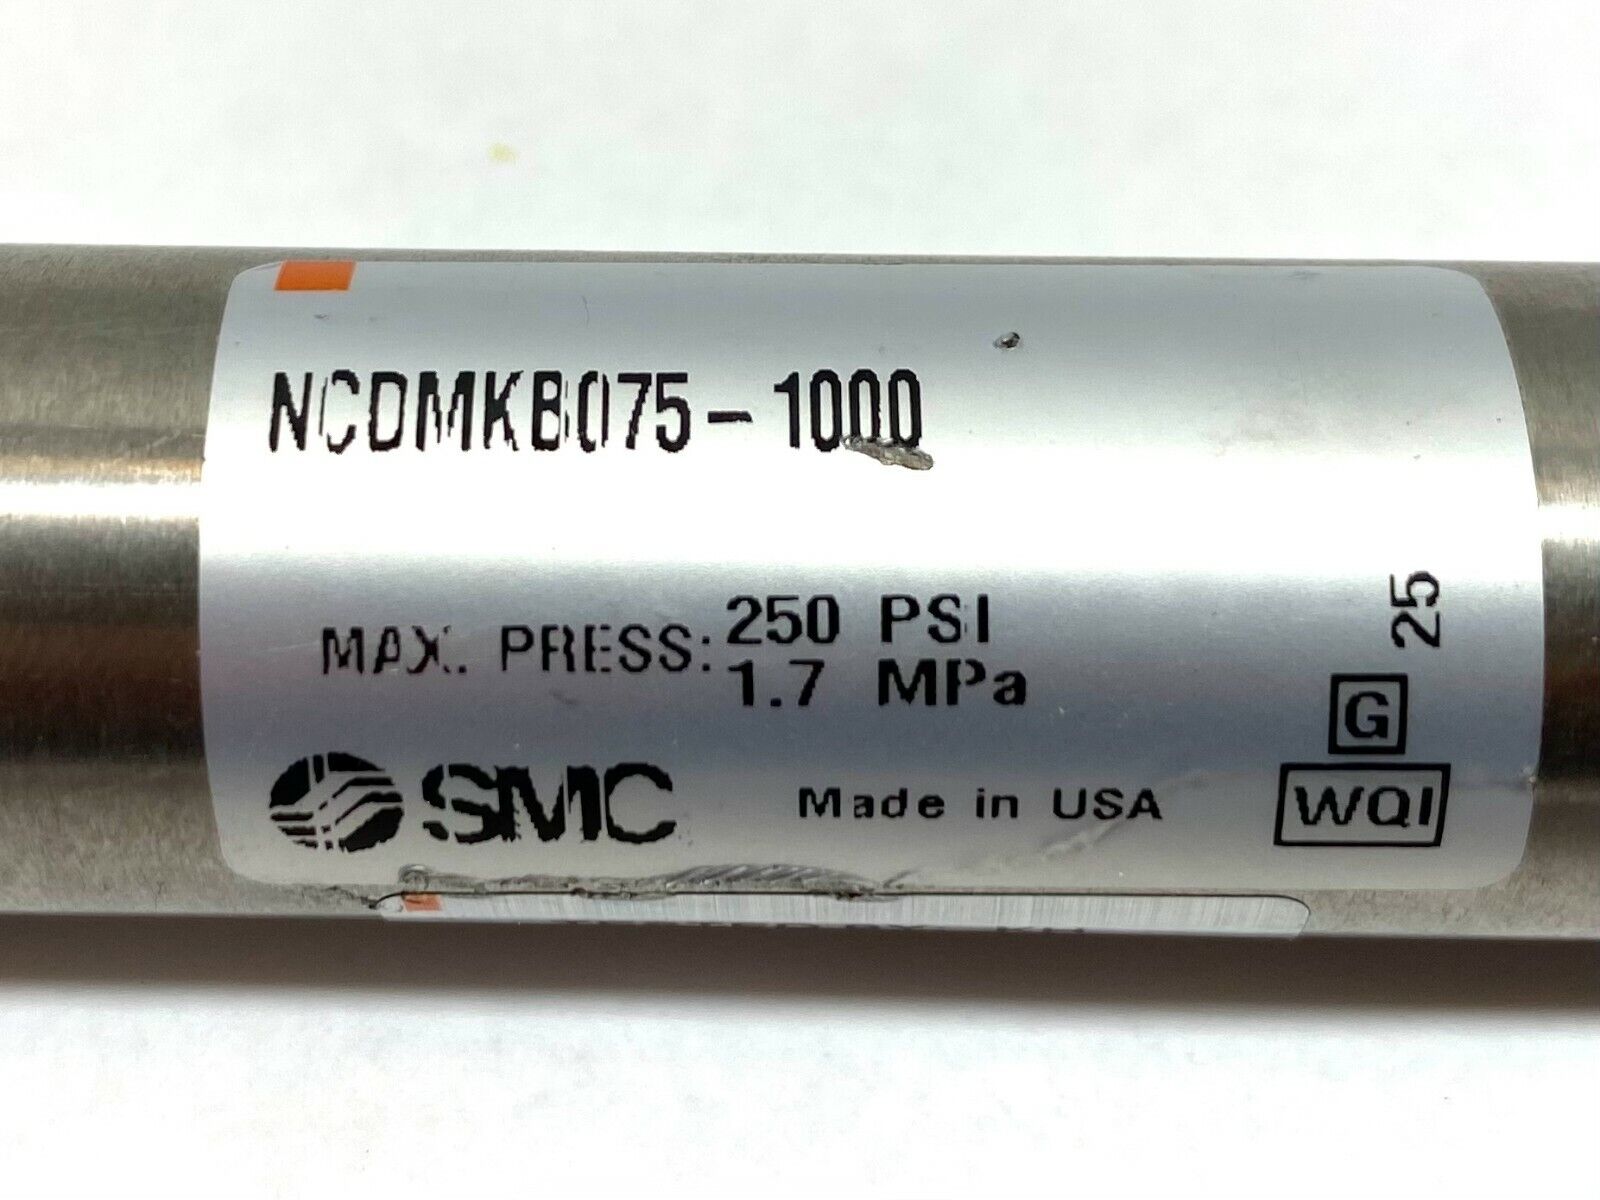 NCDMKB075-1000
MAX. PRESS: 250 PSI
1.7 MPa
25
G
SMC
Made in USA
WQI